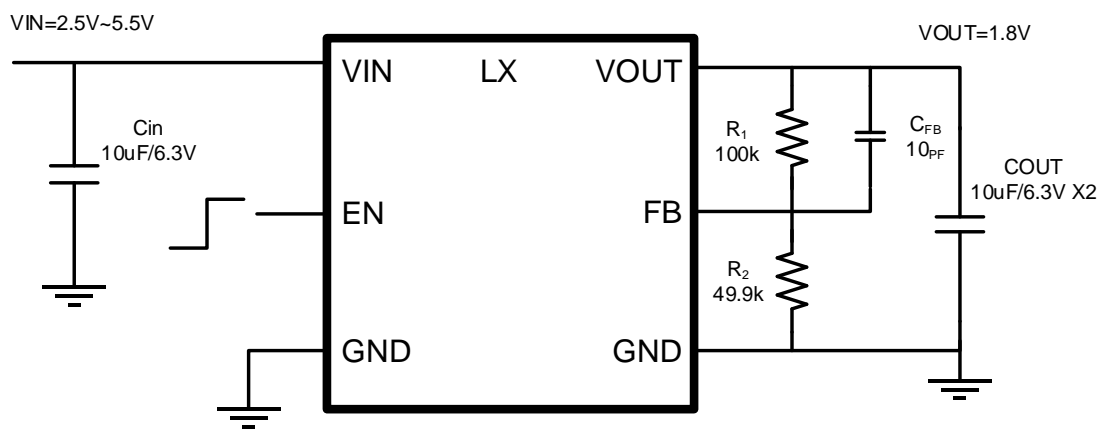 VIN=2.5V~5.5V
VOUT=1.8V
VIN
LX
VOUT
Cin
10uF/6.3V
R1
100k
CFB
10PF
COUT
10uF/6.3V X2
EN
FB
R2
49.9k
GND
GND